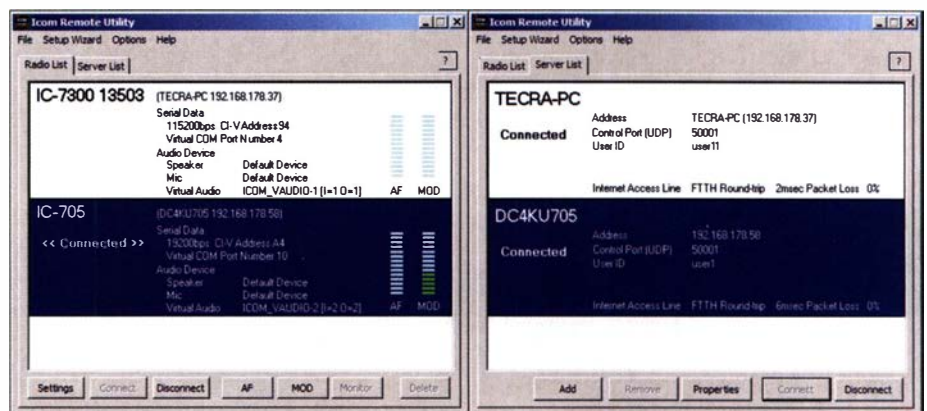 Icom Remote Utility
File Setup Wizard Options Help
Radio List Server List ?
IC-7300 13503 (TECRA-PC 192.168.178.37)
Serial Data
115200bps CI-V Address 94
Virtual COM Port Number 4
Audio Device
Speaker Default Device
Mic Default Device
Virtual Audio ICOM_VAUDIO-1 [I=1 O=1] AF MOD
IC-705 (DC4KU705 192.168.178.58)
<< Connected >>
Serial Data
19200bps CI-V Address A4
Virtual COM Port Number 10
Audio Device
Speaker Default Device
Mic Default Device
Virtual Audio ICOM_VAUDIO-2 [I=2 O=2] AF MOD
Settings Connect Disconnect AF MOD Monitor Delete
Icom Remote Utility
File Setup Wizard Options Help
Radio List Server List ?
TECRA-PC
Connected
Address TECRA-PC (192.168.178.37)
Control Port (UDP) 50001
User ID user11
Internet Access Line FTTH Round-trip 2msec Packet Loss 0%
DC4KU705
Connected
Address 192.168.178.58
Control Port (UDP) 50001
User ID user1
Internet Access Line FTTH Round-trip 6msec Packet Loss 0%
Add Remove Properties Connect Disconnect